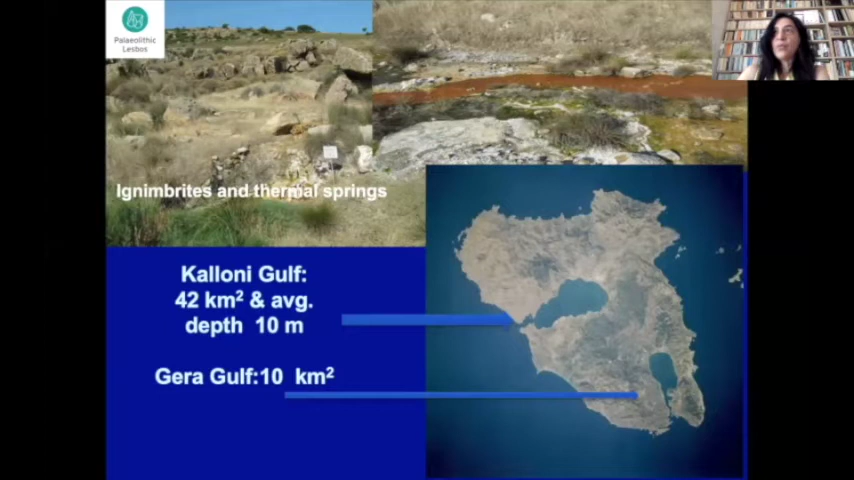 Palaeolithic
Lesbos
Ignimbrites and thermal springs
Kalloni Gulf:
42 km² & avg.
depth 10 m
Gera Gulf:10 km²